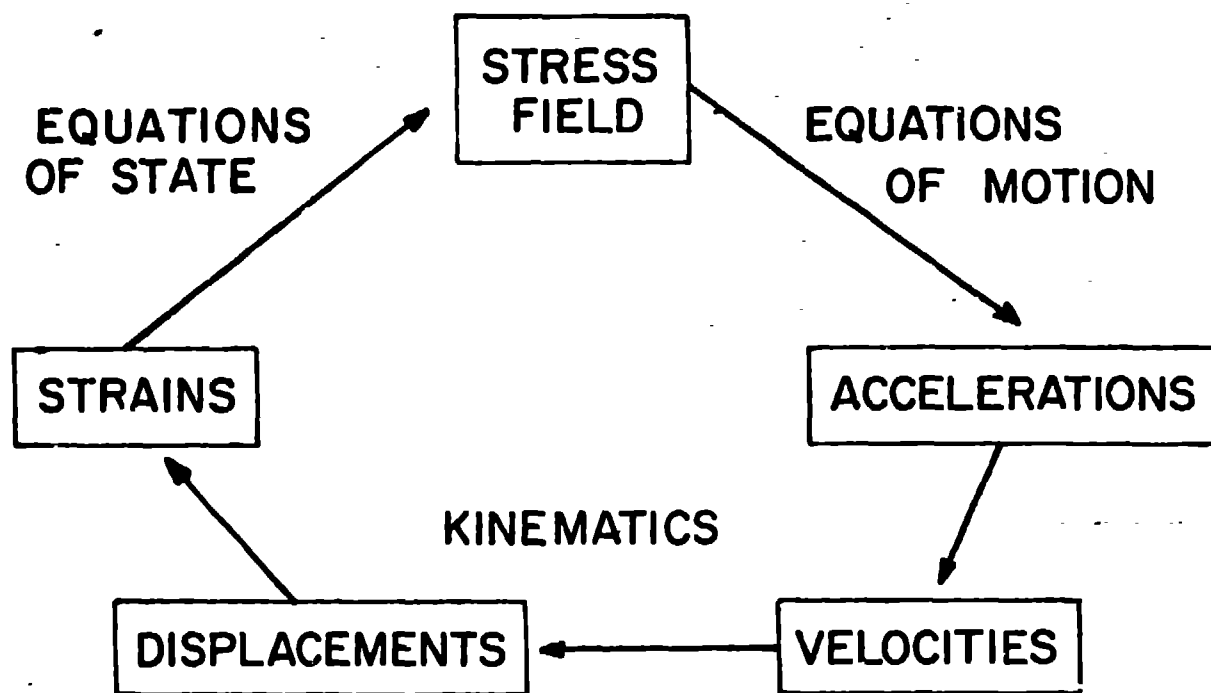 STRESS
FIELD
EQUATIONS
OF STATE
EQUATIONS
OF MOTION
STRAINS
ACCELERATIONS
KINEMATICS
DISPLACEMENTS
VELOCITIES